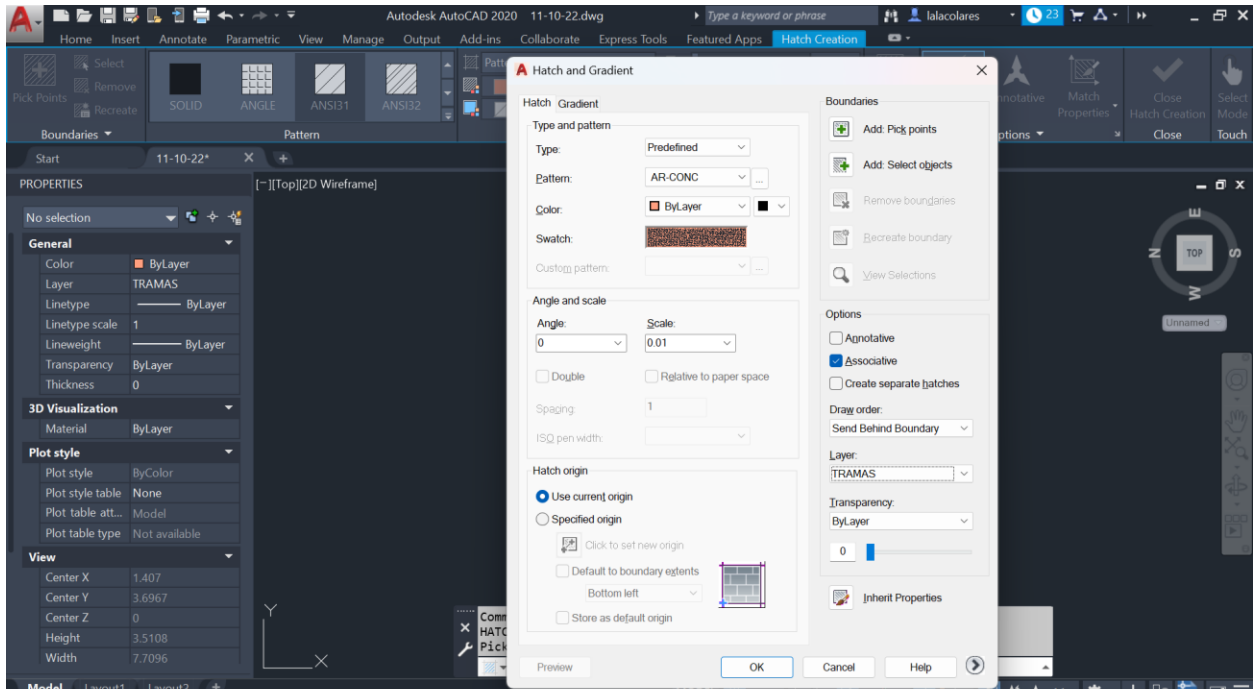 Autodesk AutoCAD 2020 11-10-22.dwg Type a keyword or phrase lalacolares 23
Home Insert Annotate Parametric View Manage Output Add-ins Collaborate Express Tools Featured Apps Hatch Creation
Pick Points
Select
Remove
Recreate
SOLID ANGLE ANSI31 ANSI32
Match Properties
Close Hatch Creation
Select Mode
Boundaries Pattern Close Touch
Start 11-10-22*
PROPERTIES
[−][Top][2D Wireframe]
No selection
General
Color ByLayer
Layer TRAMAS
Linetype ByLayer
Linetype scale 1
Lineweight ByLayer
Transparency ByLayer
Thickness 0
3D Visualization
Material ByLayer
Plot style
Plot style ByColor
Plot style table None
Plot table att... Model
Plot table type Not available
View
Center X 1.407
Center Y 3.6967
Center Z 0
Height 3.5108
Width 7.7096
Model Layout1 Layout2
Y
X
Hatch and Gradient
Hatch Gradient
Type and pattern
Type: Predefined
Pattern: AR-CONC ...
Color: ByLayer
Swatch:
Custom pattern: ...
Angle and scale
Angle: Scale:
0 0.01
Double Relative to paper space
Spacing: 1
ISO pen width:
Hatch origin
Use current origin
Specified origin
Click to set new origin
Default to boundary extents
Bottom left
Store as default origin
Preview OK Cancel Help
Boundaries
Add: Pick points
Add: Select objects
Remove boundaries
Recreate boundary
View Selections
Options
Annotative
Associative
Create separate hatches
Draw order:
Send Behind Boundary
Layer:
TRAMAS
Transparency:
ByLayer
0
Inherit Properties
E
N TOP S
W
Unnamed